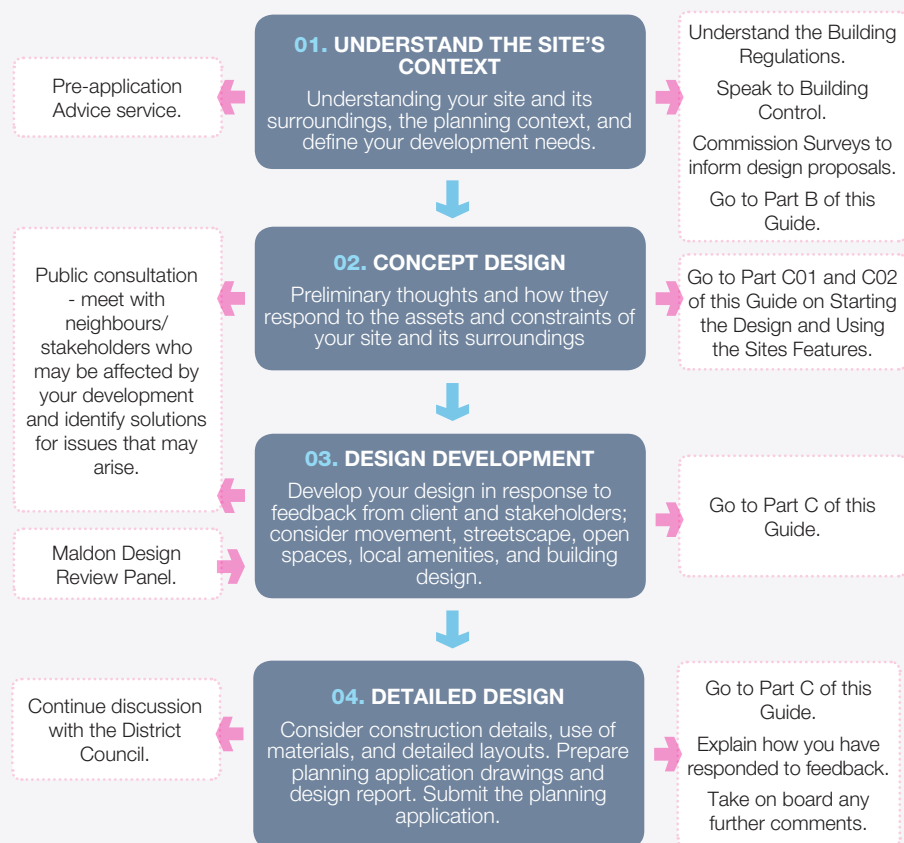 01. UNDERSTAND THE SITE'S
CONTEXT
Understanding your site and its
surroundings, the planning context, and
define your development needs.
Pre-application
Advice service.
Understand the Building
Regulations.
Speak to Building
Control.
Commission Surveys to
inform design proposals.
Go to Part B of this
Guide.
02. CONCEPT DESIGN
Preliminary thoughts and how they
respond to the assets and constraints of
your site and its surroundings
Public consultation
- meet with
neighbours/
stakeholders who
may be affected by
your development
and identify solutions
for issues that may
arise.
Go to Part C01 and C02
of this Guide on Starting
the Design and Using
the Sites Features.
03. DESIGN DEVELOPMENT
Develop your design in response to
feedback from client and stakeholders;
consider movement, streetscape, open
spaces, local amenities, and building
design.
Maldon Design
Review Panel.
Go to Part C of this
Guide.
04. DETAILED DESIGN
Consider construction details, use of
materials, and detailed layouts. Prepare
planning application drawings and
design report. Submit the planning
application.
Continue discussion
with the District
Council.
Go to Part C of this
Guide.
Explain how you have
responded to feedback.
Take on board any
further comments.